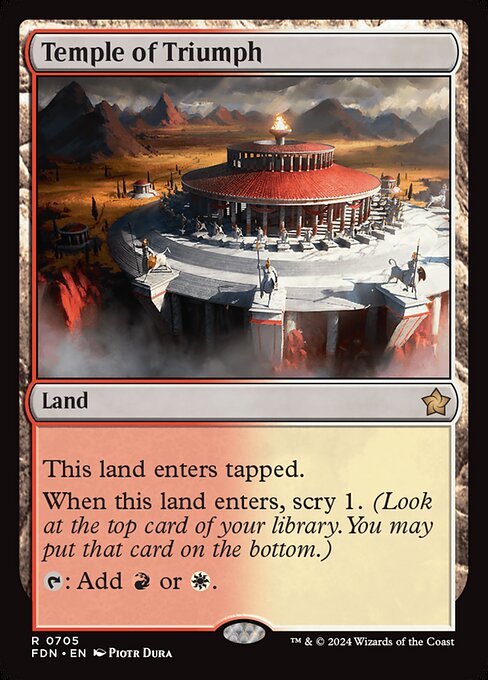 Temple of Triumph
Land
This land enters tapped.
When this land enters, scry 1. (Look
at the top card of your library. You may
put that card on the bottom.)
: Add or .
R 0705
FDN • EN Piotr Dura
™ & © 2024 Wizards of the Coast